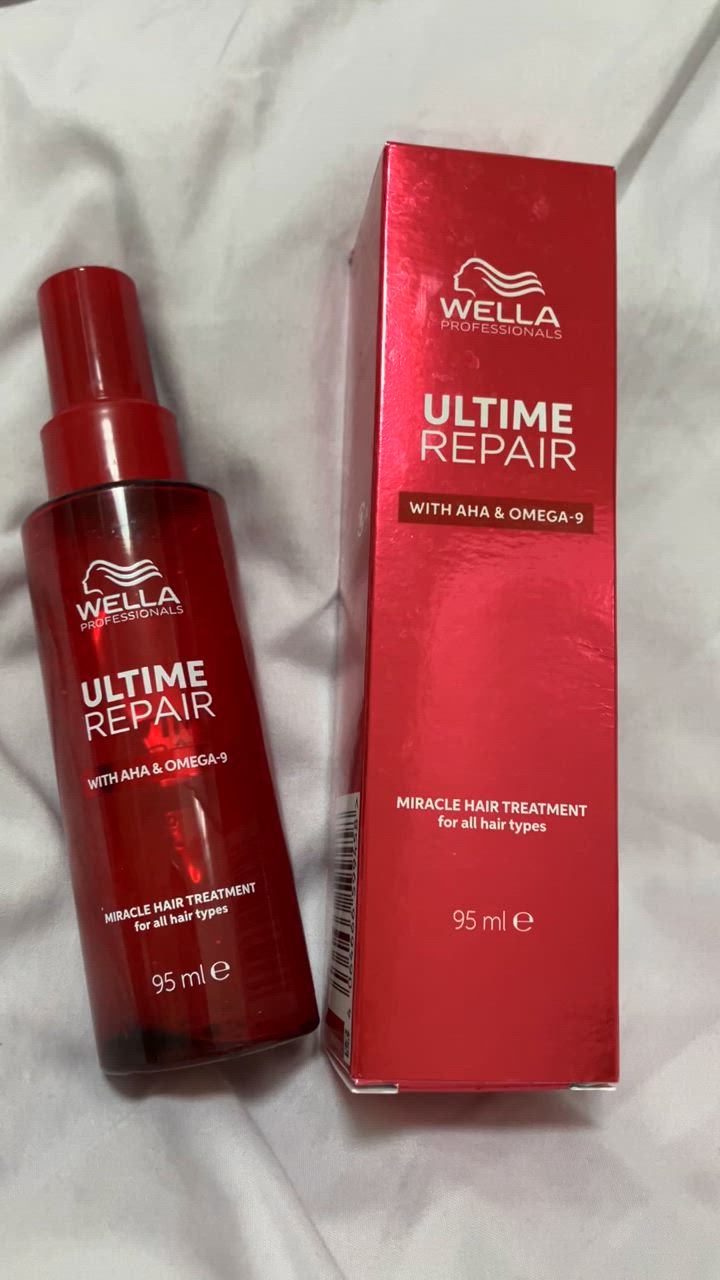 WELLA
PROFESSIONALS
ULTIME
REPAIR
WITH AHA & OMEGA-9
MIRACLE HAIR TREATMENT
for all hair types
95 ml e
WELLA
PROFESSIONALS
ULTIME
REPAIR
WITH AHA & OMEGA-9
MIRACLE HAIR TREATMENT
for all hair types
95 ml e